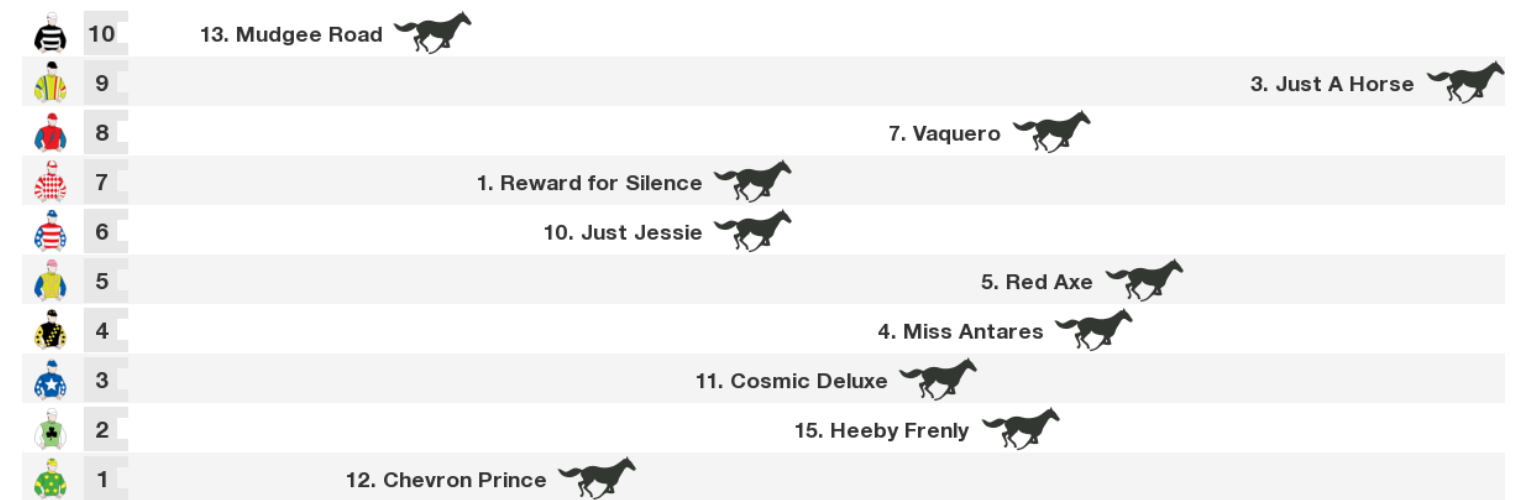 10 13. Mudgee Road
9 3. Just A Horse
8 7. Vaquero
7 1. Reward for Silence
6 10. Just Jessie
5 5. Red Axe
4 4. Miss Antares
3 11. Cosmic Deluxe
2 15. Heeby Frenly
1 12. Chevron Prince